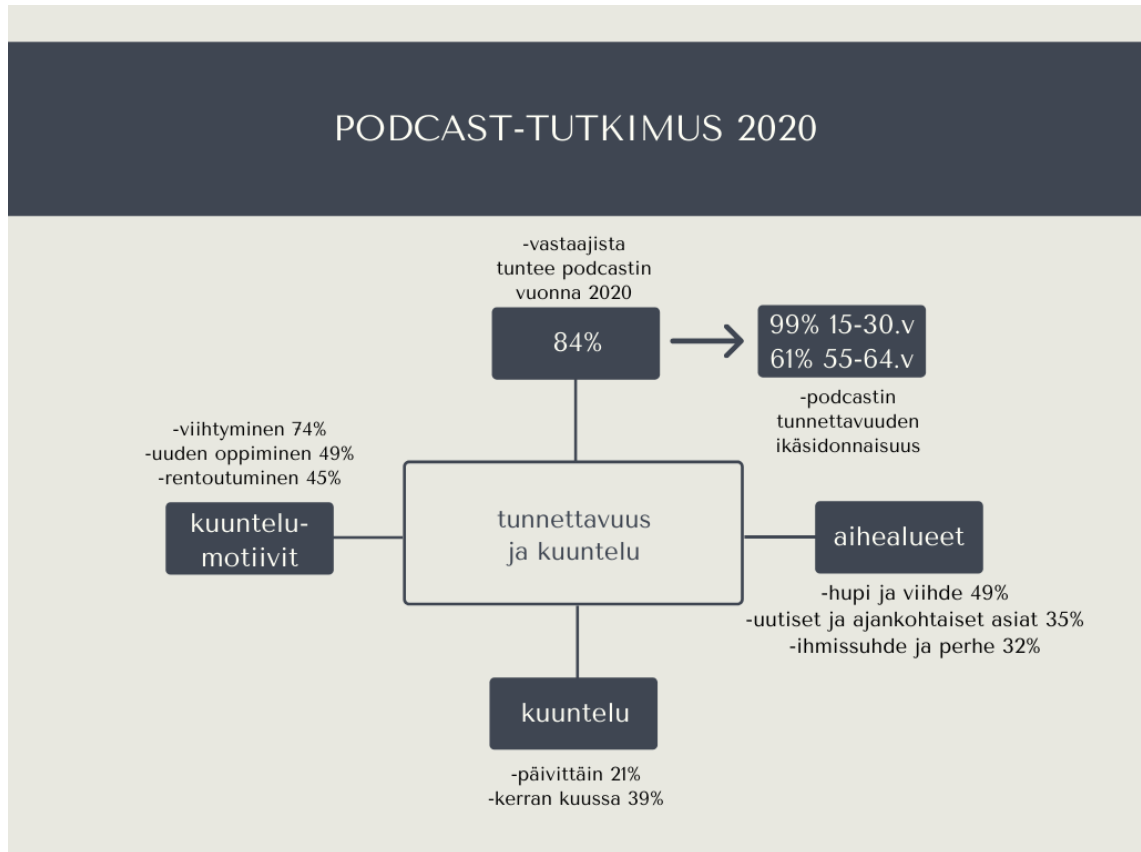 PODCAST-TUTKIMUS 2020
-vastaajista
tuntee podcastin
vuonna 2020
84%
99% 15-30.v
61% 55-64.v
-podcastin
tunnettavuuden
ikäsidonnaisuus
-viihtyminen 74%
-uuden oppiminen 49%
-rentoutuminen 45%
kuuntelu-
motiivit
tunnettavuus
ja kuuntelu
aihealueet
-hupi ja viihde 49%
-uutiset ja ajankohtaiset asiat 35%
-ihmissuhde ja perhe 32%
kuuntelu
-päivittäin 21%
-kerran kuussa 39%